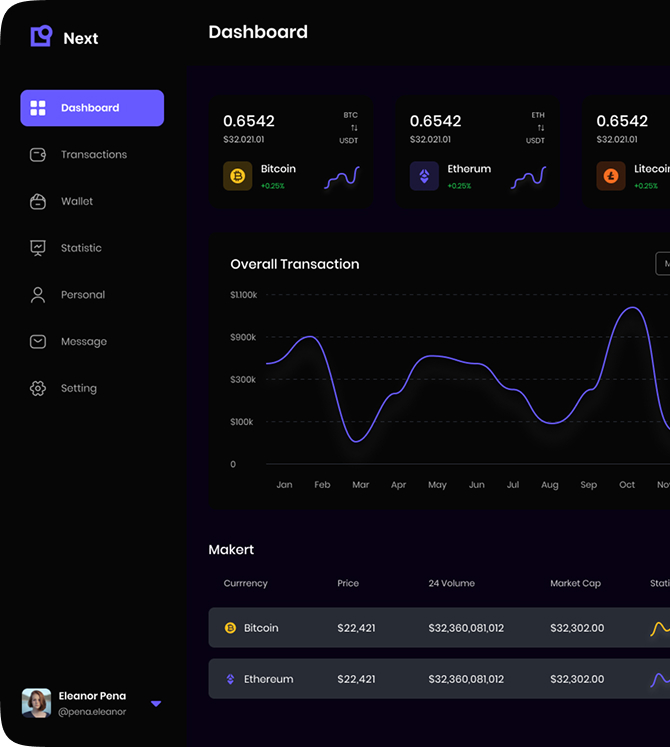 Next
Dashboard
Dashboard
Transactions
Wallet
Statistic
Personal
Message
Setting
Eleanor Pena
@pena.eleanor
0.6542
BTC
$32.021.01
USDT
Bitcoin
+0.25%
0.6542
ETH
$32.021.01
USDT
Etherum
+0.25%
0.6542
$32.021.01
Litecoin
+0.25%
Overall Transaction
M
$1,100k
$900k
$300k
$100k
0
Jan Feb Mar Apr May Jun Jul Aug Sep Oct Nov
Makert
Currrency Price 24 Volume Market Cap Stati
Bitcoin $22,421 $32,360,081,012 $32,302.00
Ethereum $22,421 $32,360,081,012 $32,302.00